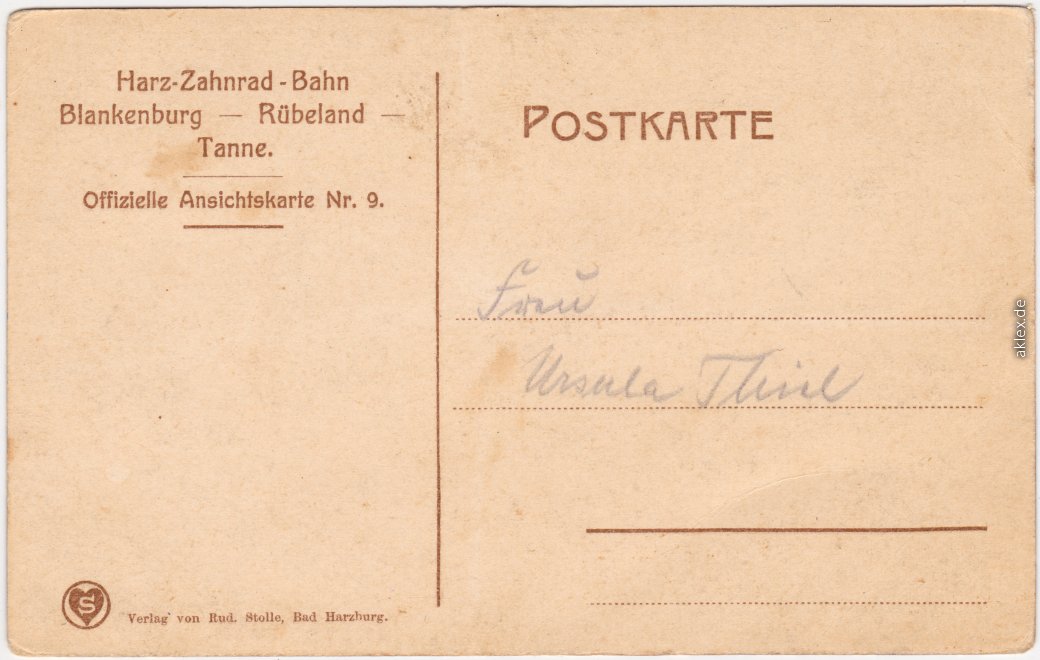 Harz-Zahnrad-Bahn
Blankenburg — Rübeland —
Tanne.
Offizielle Ansichtskarte Nr. 9.
POSTKARTE
Frau
Ursula Thiel
S
Verlag von Rud. Stolle, Bad Harzburg.
aklex.de